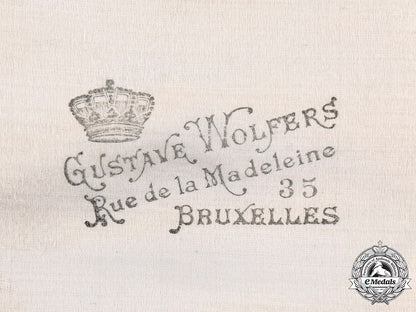 GUSTAVE WOLFERS
Rue de la Madeleine
35
BRUXELLES
eMedals